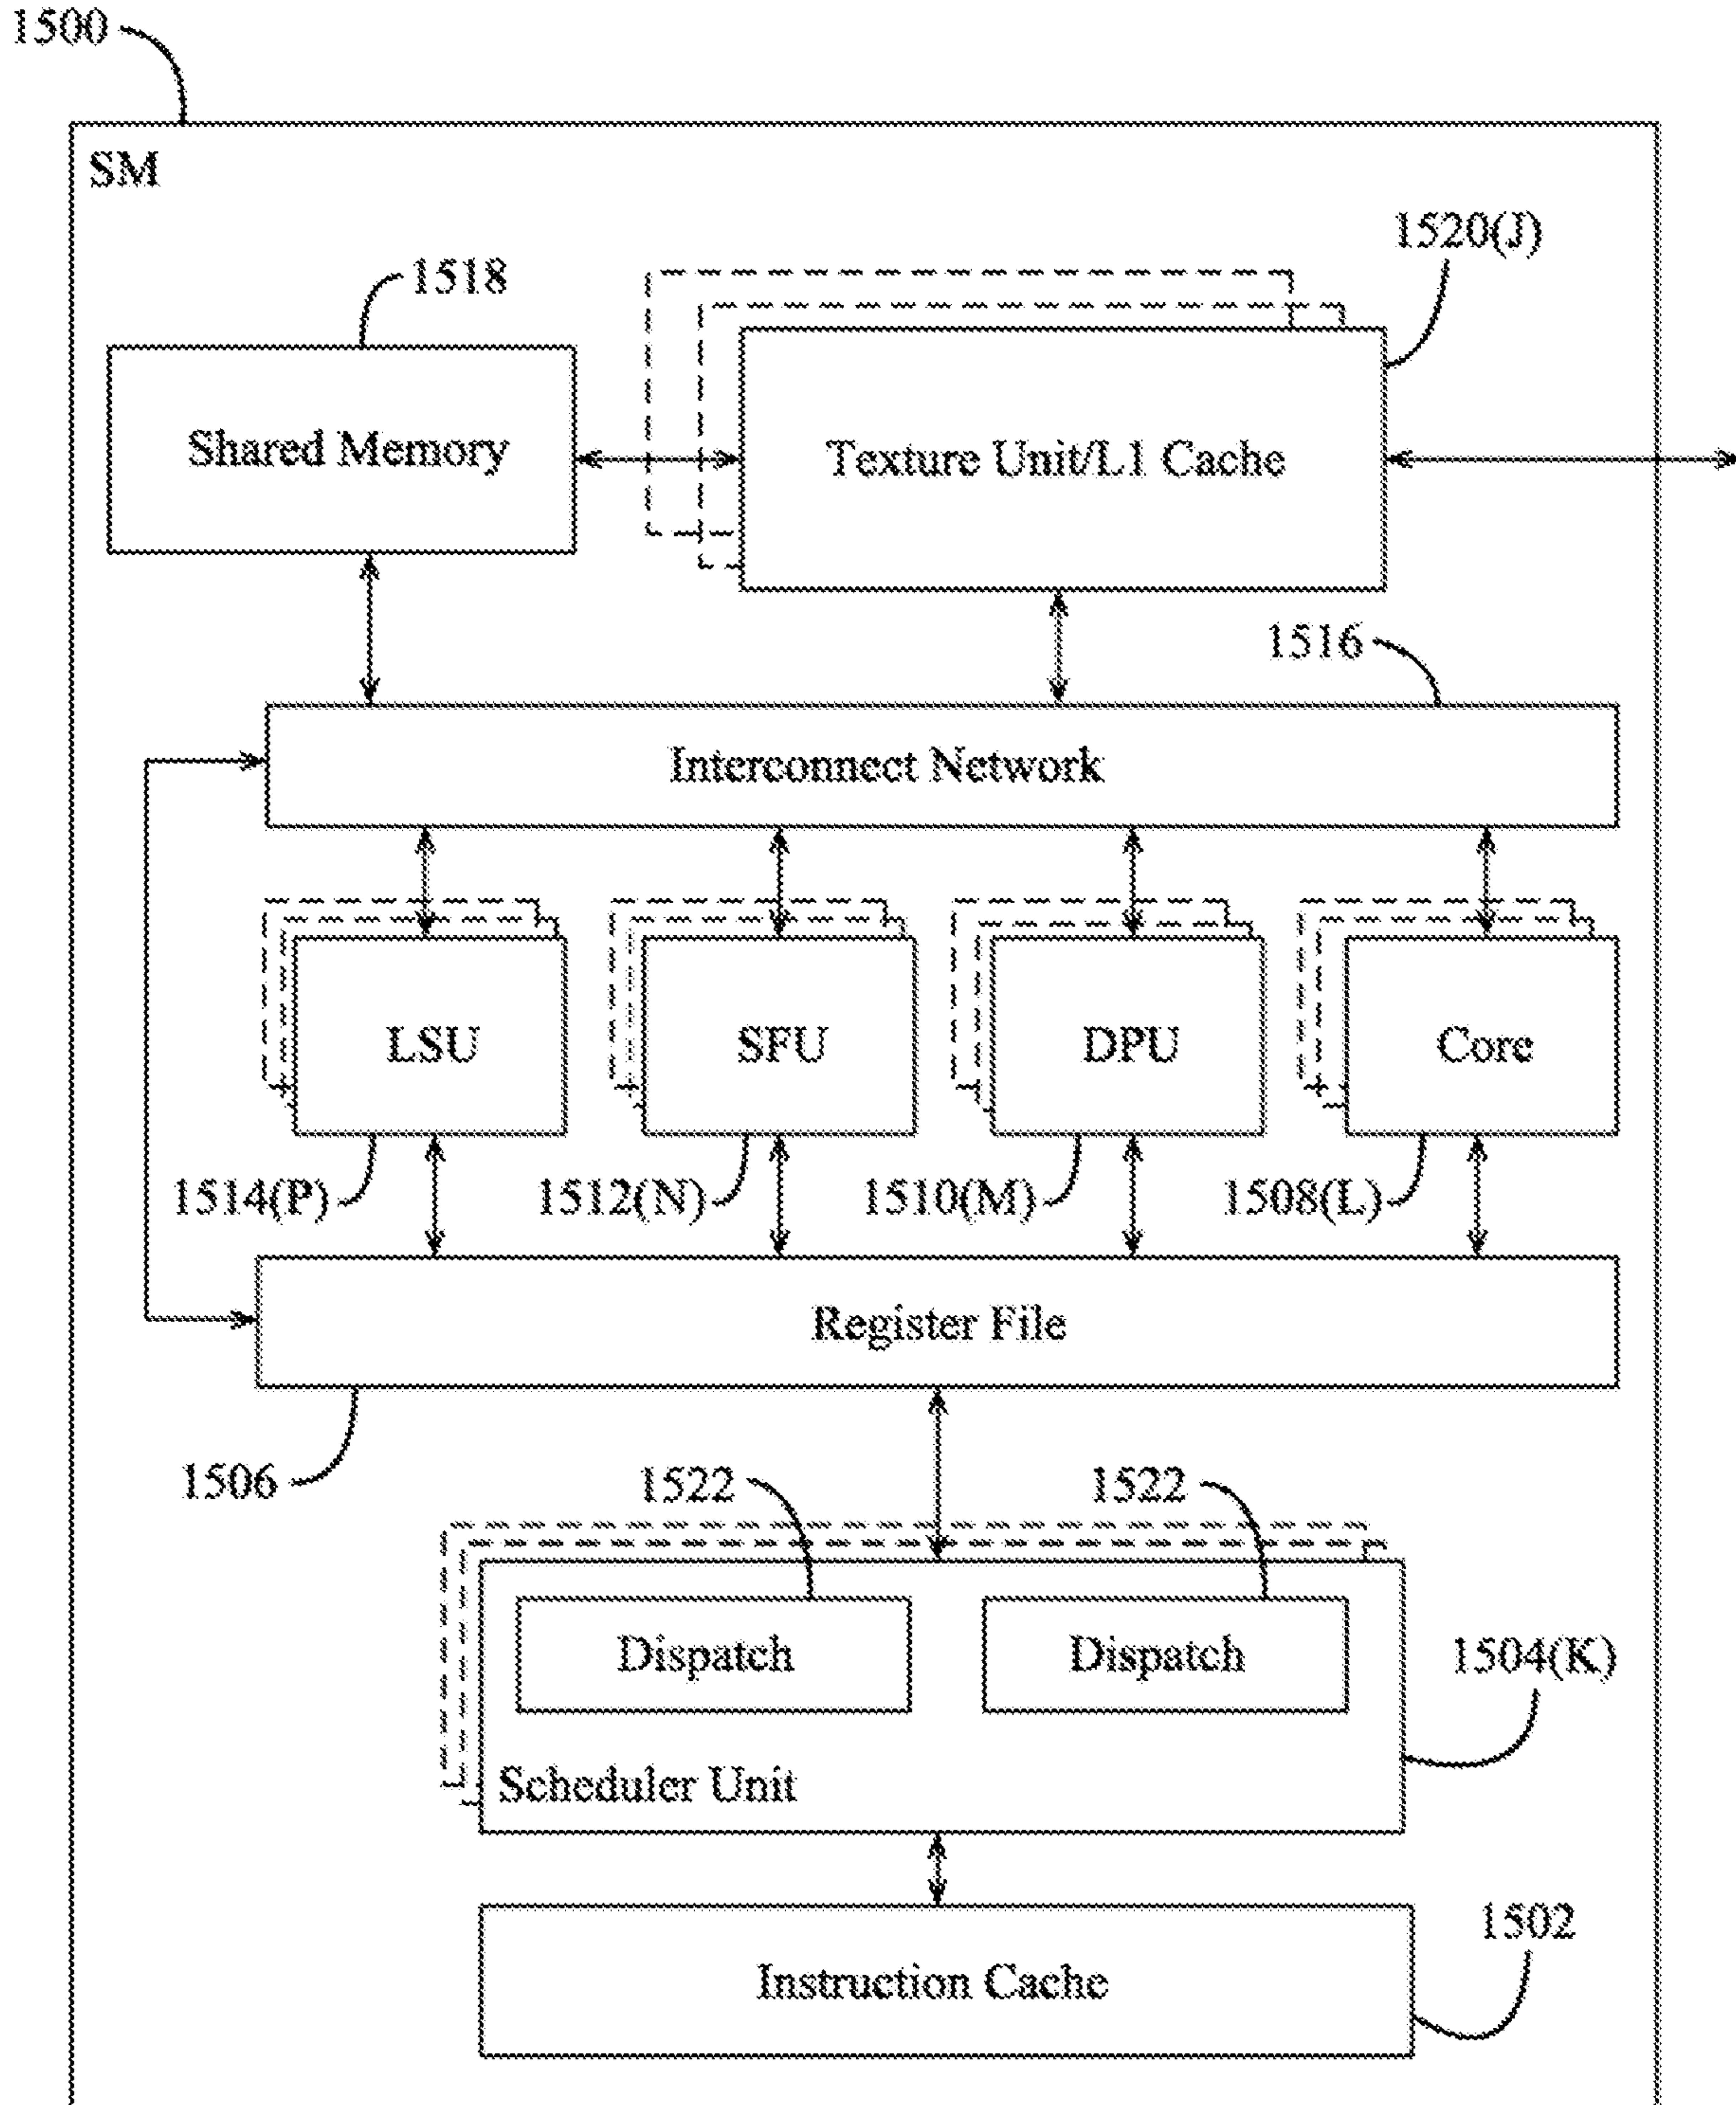 1500
SM
1520(J)
1518
Shared Memory
Texture Unit/L1 Cache
1516
Interconnect Network
LSU
SFU
DPU
Core
1514(P)
1512(N)
1510(M)
1508(L)
Register File
1506
1522
1522
Dispatch
Dispatch
1504(K)
Scheduler Unit
1502
Instruction Cache